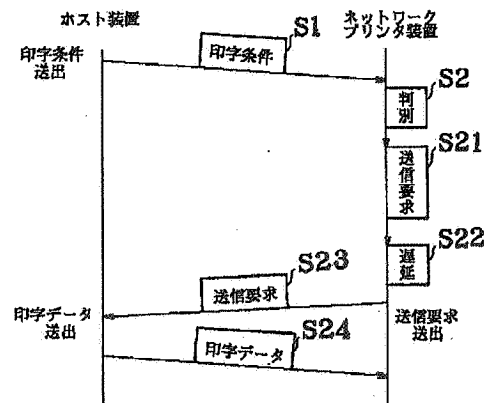 ホスト装置
ネットワーク
プリンタ装置
印字条件
送出
印字条件
S1
判別
S2
送信要求
S21
遅延
S22
送信要求
S23
印字データ
送出
送信要求
送出
印字データ
S24